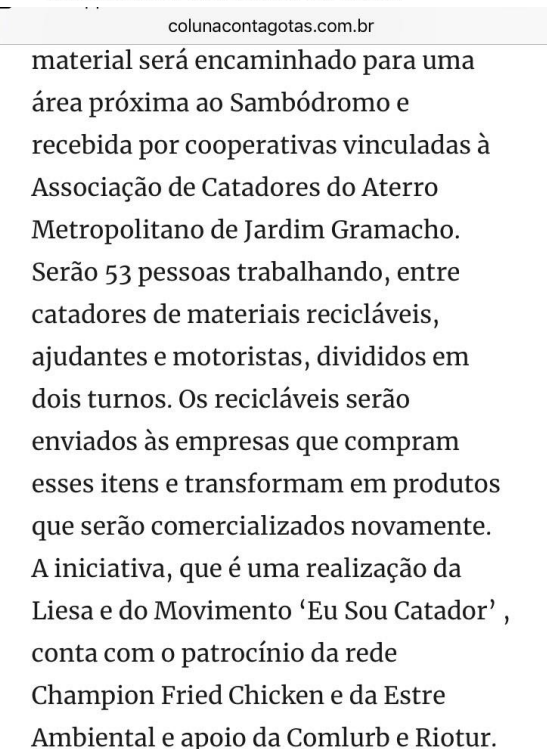 colunacontagotas.com.br
material será encaminhado para uma
área próxima ao Sambódromo e
recebida por cooperativas vinculadas à
Associação de Catadores do Aterro
Metropolitano de Jardim Gramacho.
Serão 53 pessoas trabalhando, entre
catadores de materiais recicláveis,
ajudantes e motoristas, divididos em
dois turnos. Os recicláveis serão
enviados às empresas que compram
esses itens e transformam em produtos
que serão comercializados novamente.
A iniciativa, que é uma realização da
Liesa e do Movimento ‘Eu Sou Catador’ ,
conta com o patrocínio da rede
Champion Fried Chicken e da Estre
Ambiental e apoio da Comlurb e Riotur.